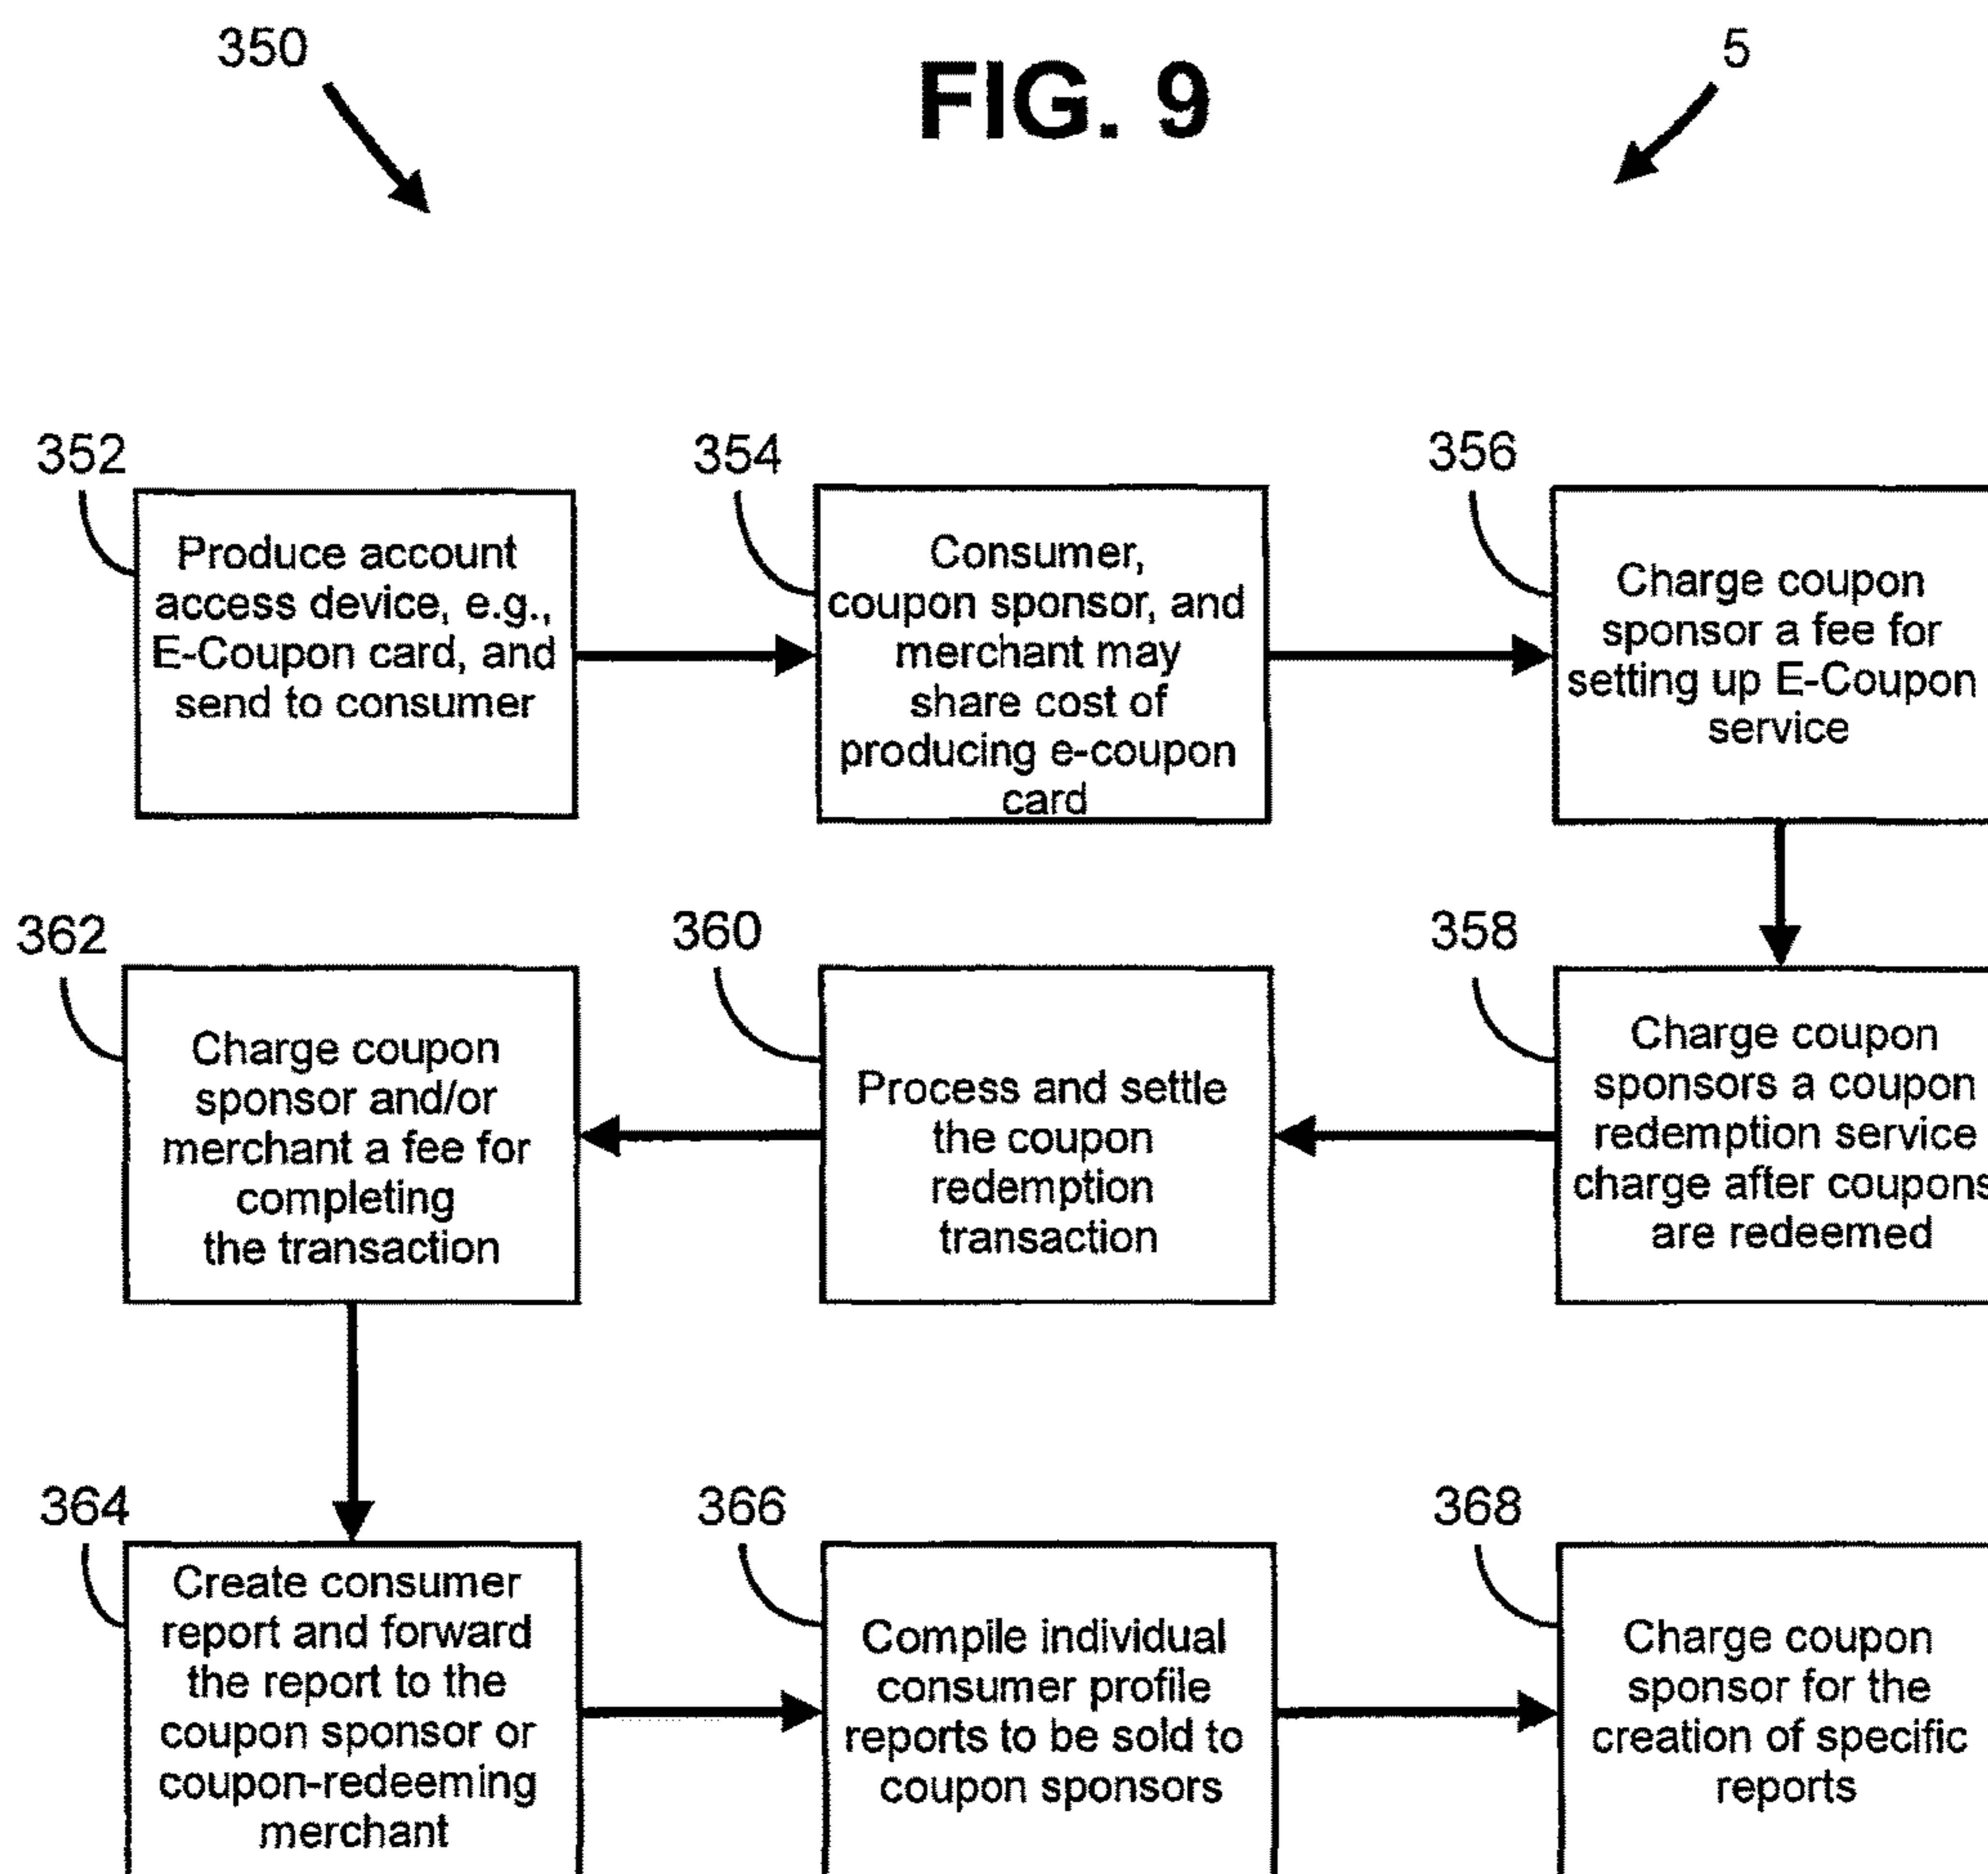 350
FIG. 9
5
352
Produce account
access device, e.g.,
E-Coupon card, and
send to consumer
354
Consumer,
coupon sponsor, and
merchant may
share cost of
producing e-coupon
card
356
Charge coupon
sponsor a fee for
setting up E-Coupon
service
358
Charge coupon
sponsors a coupon
redemption service
charge after coupons
are redeemed
360
Process and settle
the coupon
redemption
transaction
362
Charge coupon
sponsor and/or
merchant a fee for
completing
the transaction
364
Create consumer
report and forward
the report to the
coupon sponsor or
coupon-redeeming
merchant
366
Compile individual
consumer profile
reports to be sold to
coupon sponsors
368
Charge coupon
sponsor for the
creation of specific
reports